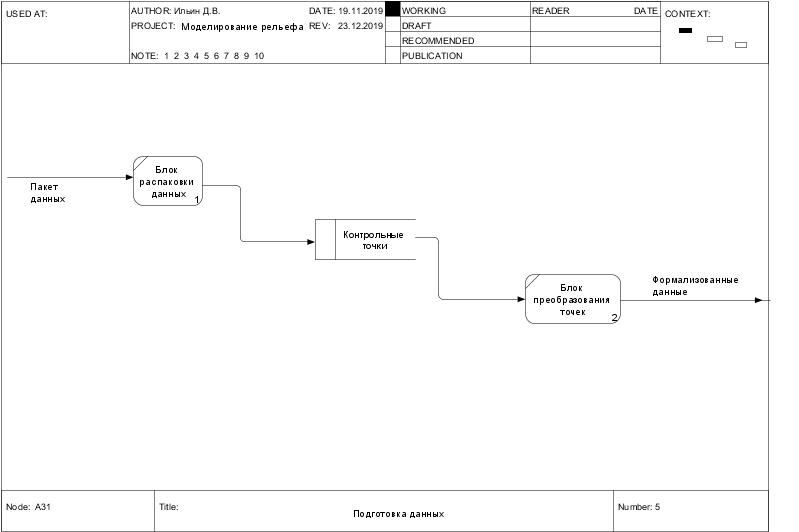 USED AT:
AUTHOR: Ильин Д.В.
DATE: 19.11.2019
PROJECT: Моделирование рельефа
REV: 23.12.2019
NOTE: 1 2 3 4 5 6 7 8 9 10
WORKING
DRAFT
RECOMMENDED
PUBLICATION
READER
DATE
CONTEXT:
Пакет
данных
Блок
распаковки
данных
1
Контрольные
точки
Блок
преобразования
точек
2
Формализованные
данные
Node: A31
Title:
Подготовка данных
Number: 5